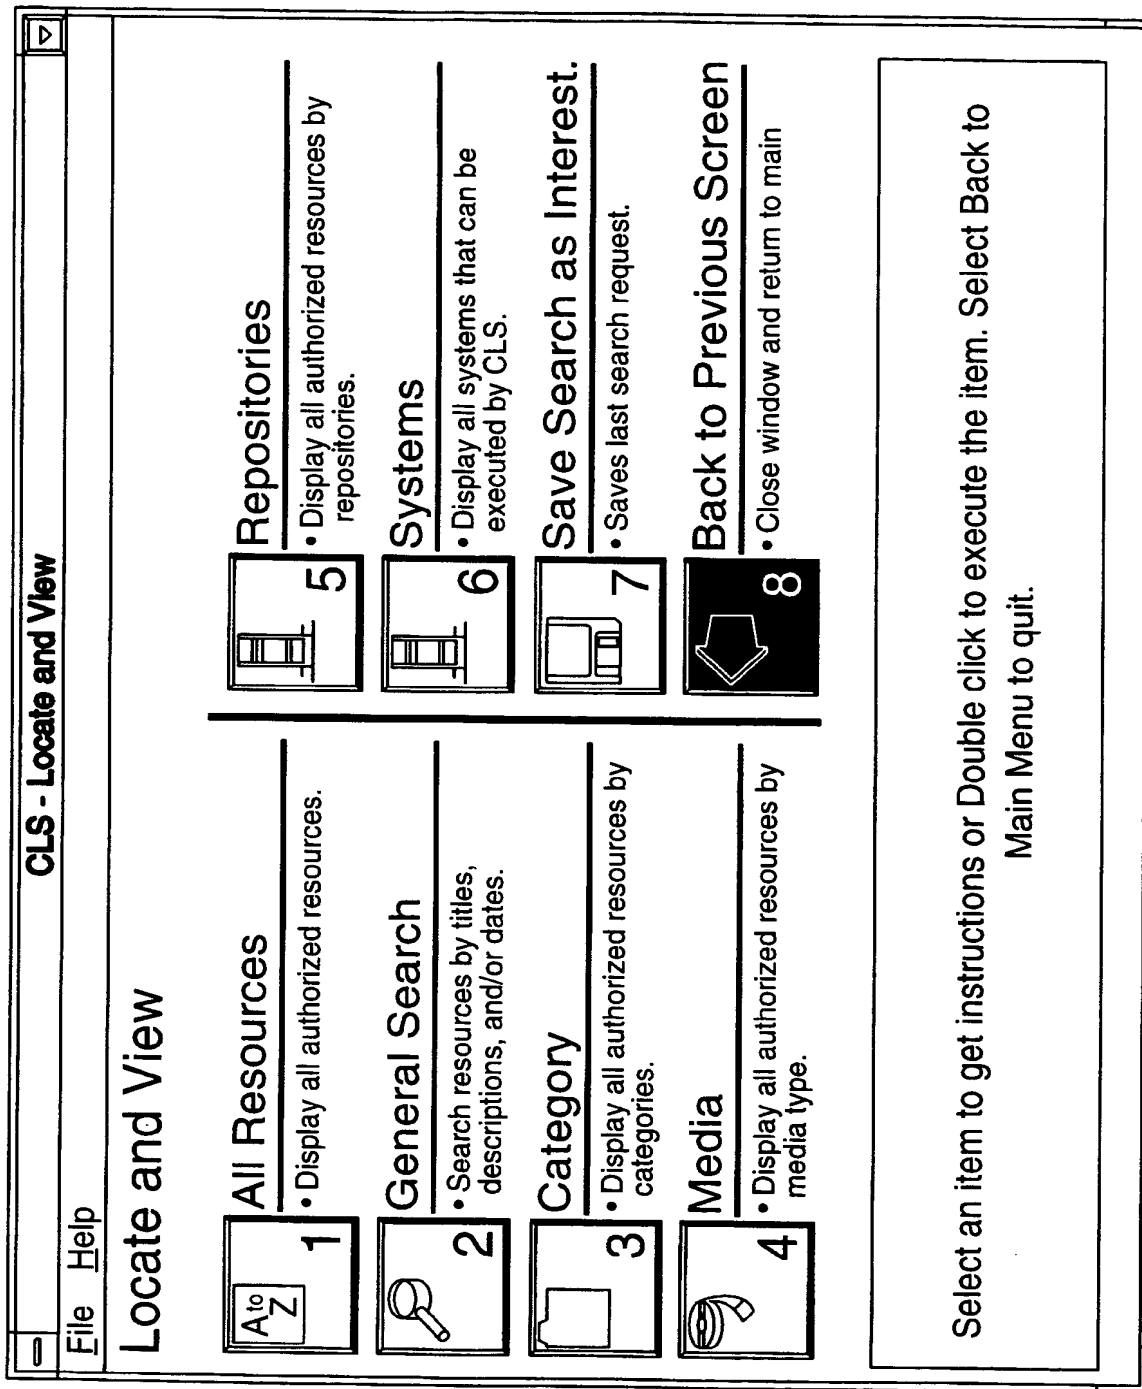 CLS - Locate and View
File Help
Locate and View
A to
Z
1
All Resources
• Display all authorized resources.
2
General Search
• Search resources by titles,
descriptions, and/or dates.
3
Category
• Display all authorized resources by
categories.
4
Media
• Display all authorized resources by
media type.
5
Repositories
• Display all authorized resources by
repositories.
6
Systems
• Display all systems that can be
executed by CLS.
7
Save Search as Interest.
• Saves last search request.
8
Back to Previous Screen
• Close window and return to main
Select an item to get instructions or Double click to execute the item. Select Back to
Main Menu to quit.